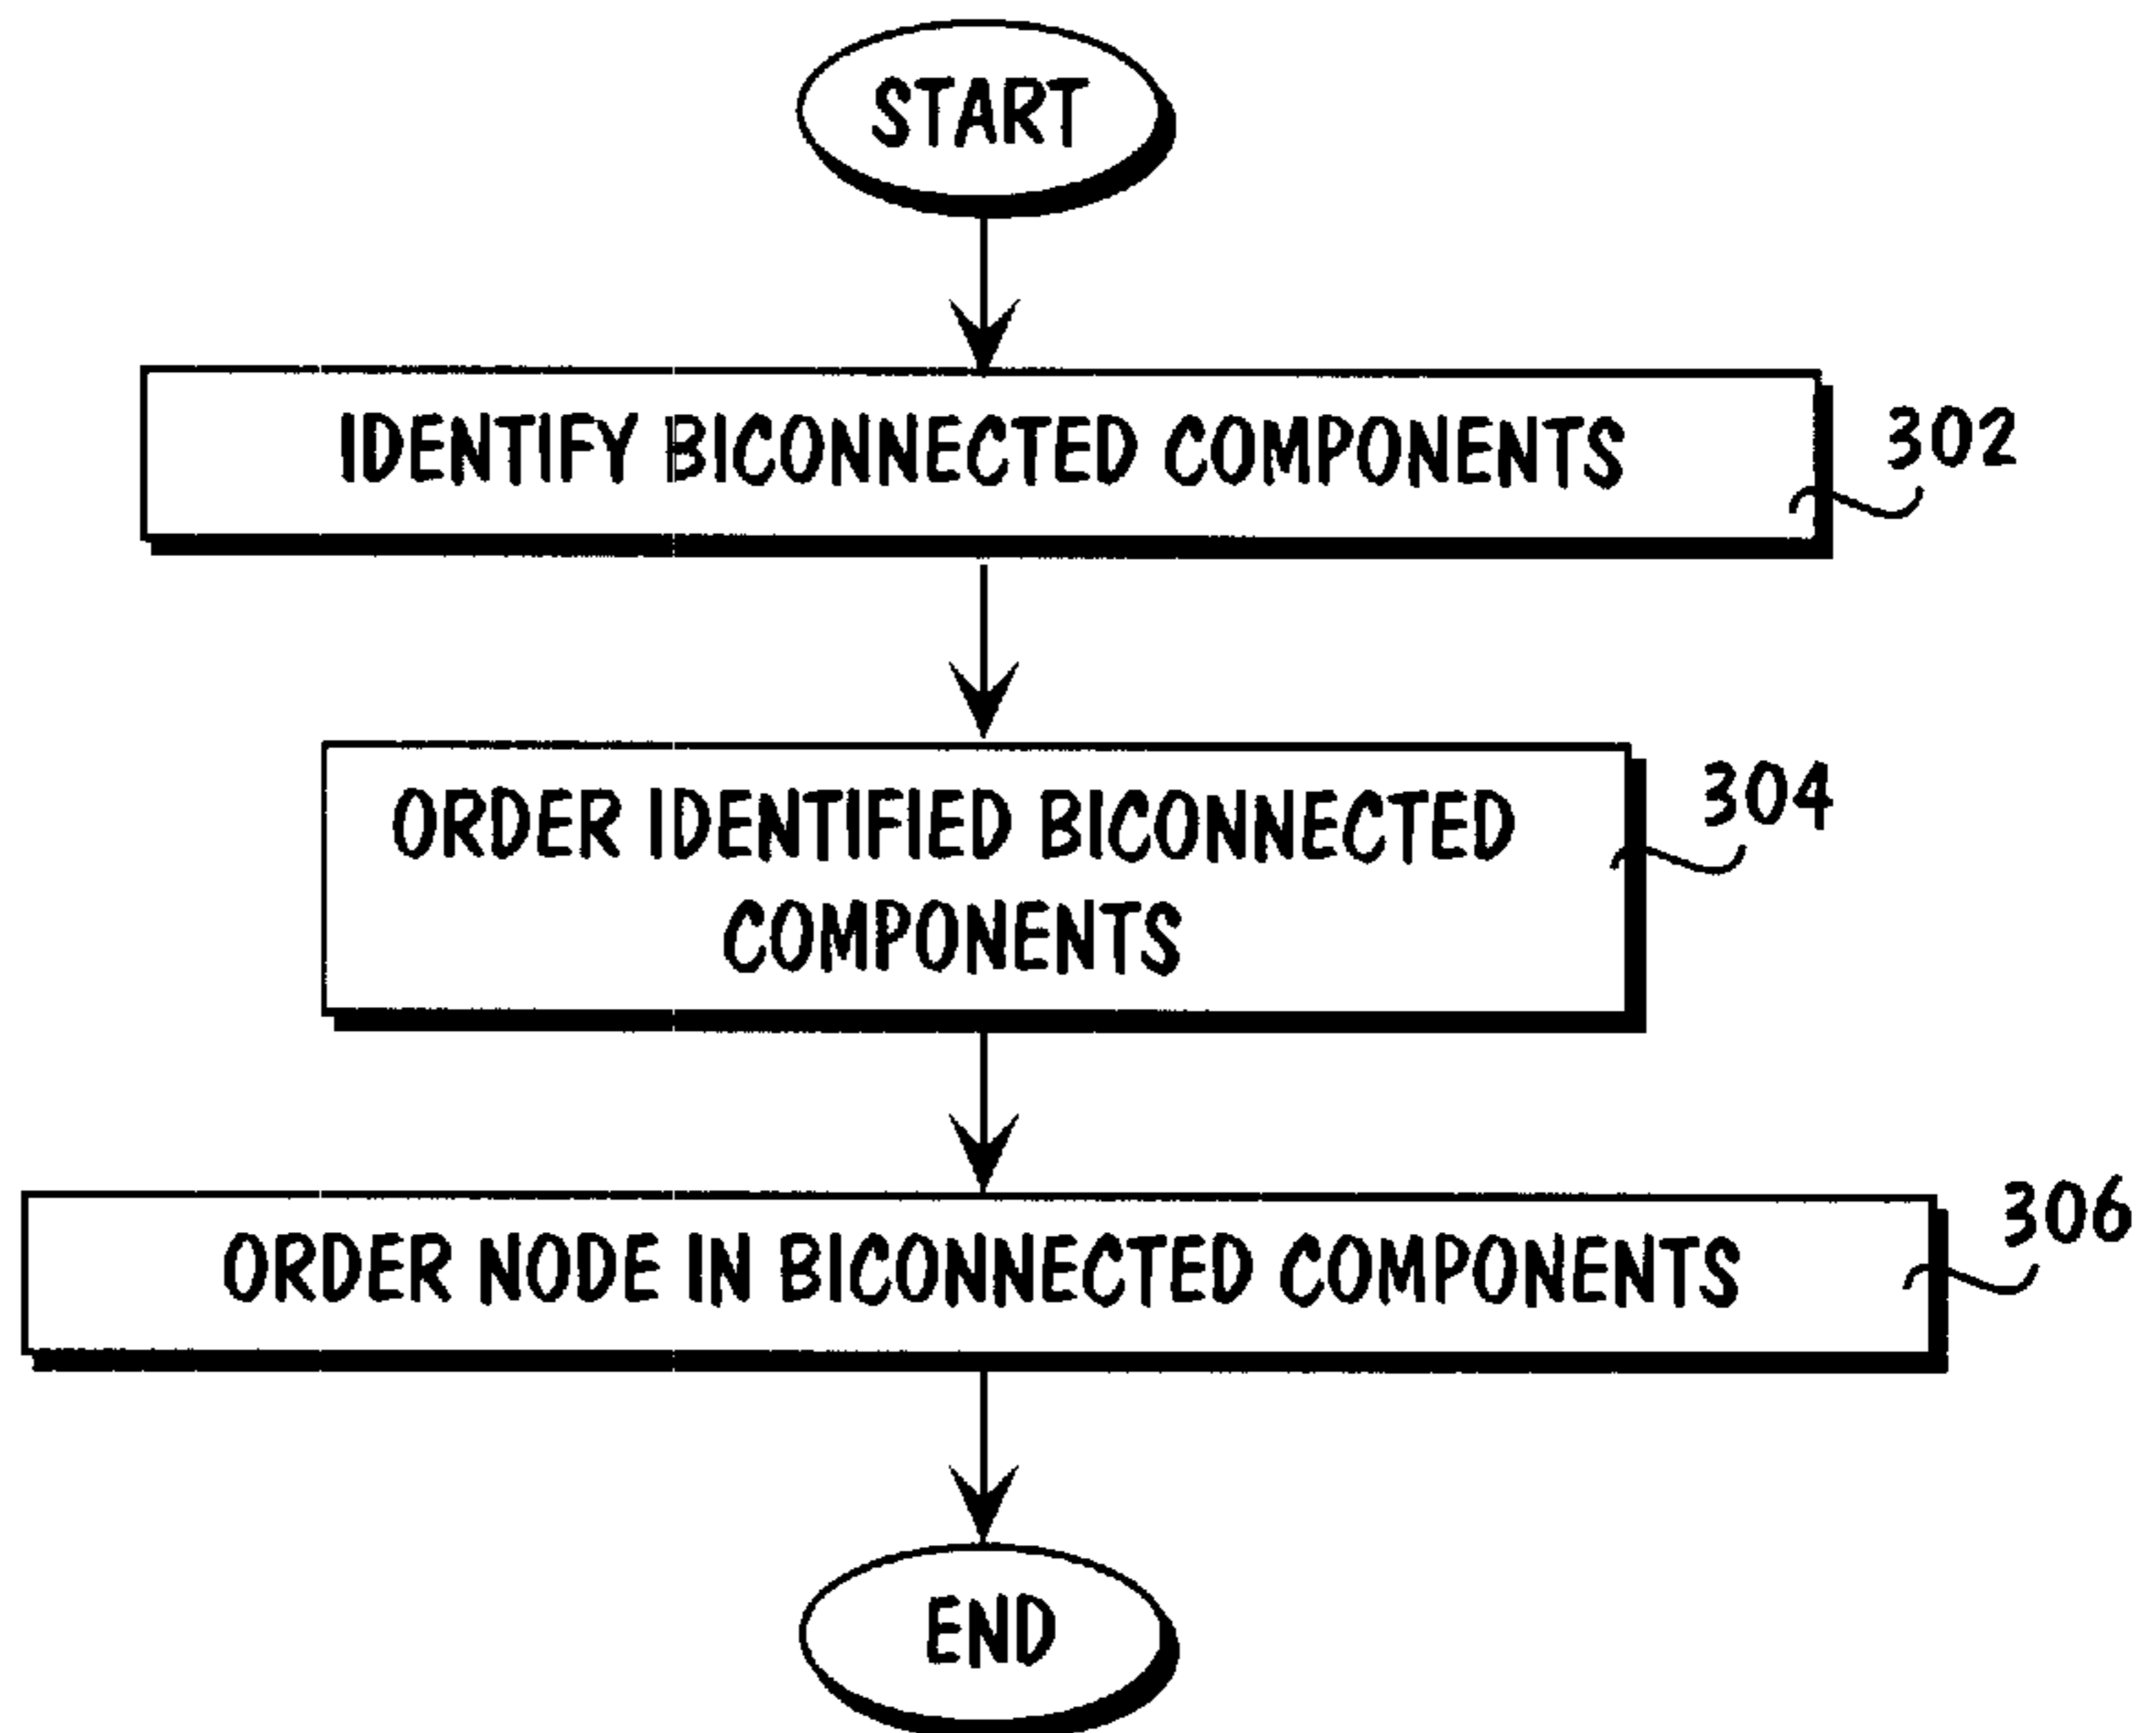 START
IDENTIFY BICONNECTED COMPONENTS
302
ORDER IDENTIFIED BICONNECTED
COMPONENTS
304
ORDER NODE IN BICONNECTED COMPONENTS
306
END